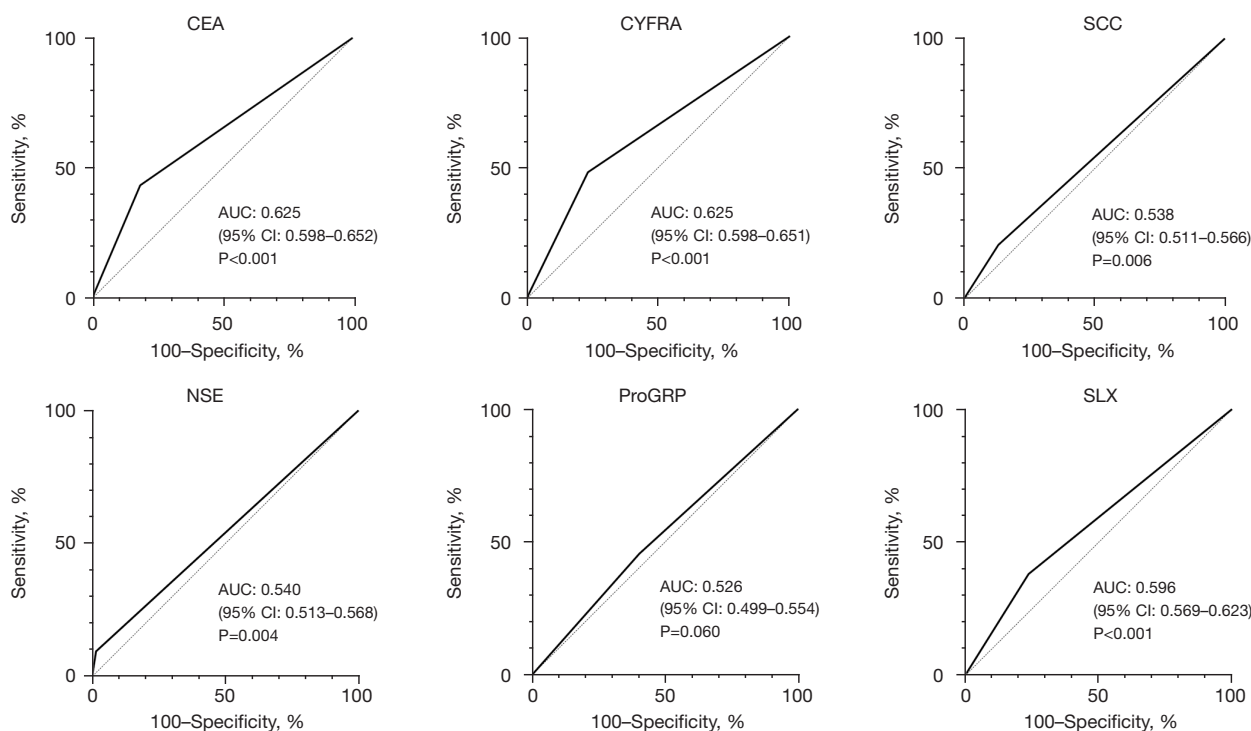 CEA
100
50
0
Sensitivity, %
AUC: 0.625
(95% CI: 0.598–0.652)
P<0.001
0
50
100
100–Specificity, %
CYFRA
100
50
0
Sensitivity, %
AUC: 0.625
(95% CI: 0.598–0.651)
P<0.001
0
50
100
100–Specificity, %
SCC
100
50
0
Sensitivity, %
AUC: 0.538
(95% CI: 0.511–0.566)
P=0.006
0
50
100
100–Specificity, %
NSE
100
50
0
Sensitivity, %
AUC: 0.540
(95% CI: 0.513–0.568)
P=0.004
0
50
100
100–Specificity, %
ProGRP
100
50
0
Sensitivity, %
AUC: 0.526
(95% CI: 0.499–0.554)
P=0.060
0
50
100
100–Specificity, %
SLX
100
50
0
Sensitivity, %
AUC: 0.596
(95% CI: 0.569–0.623)
P<0.001
0
50
100
100–Specificity, %